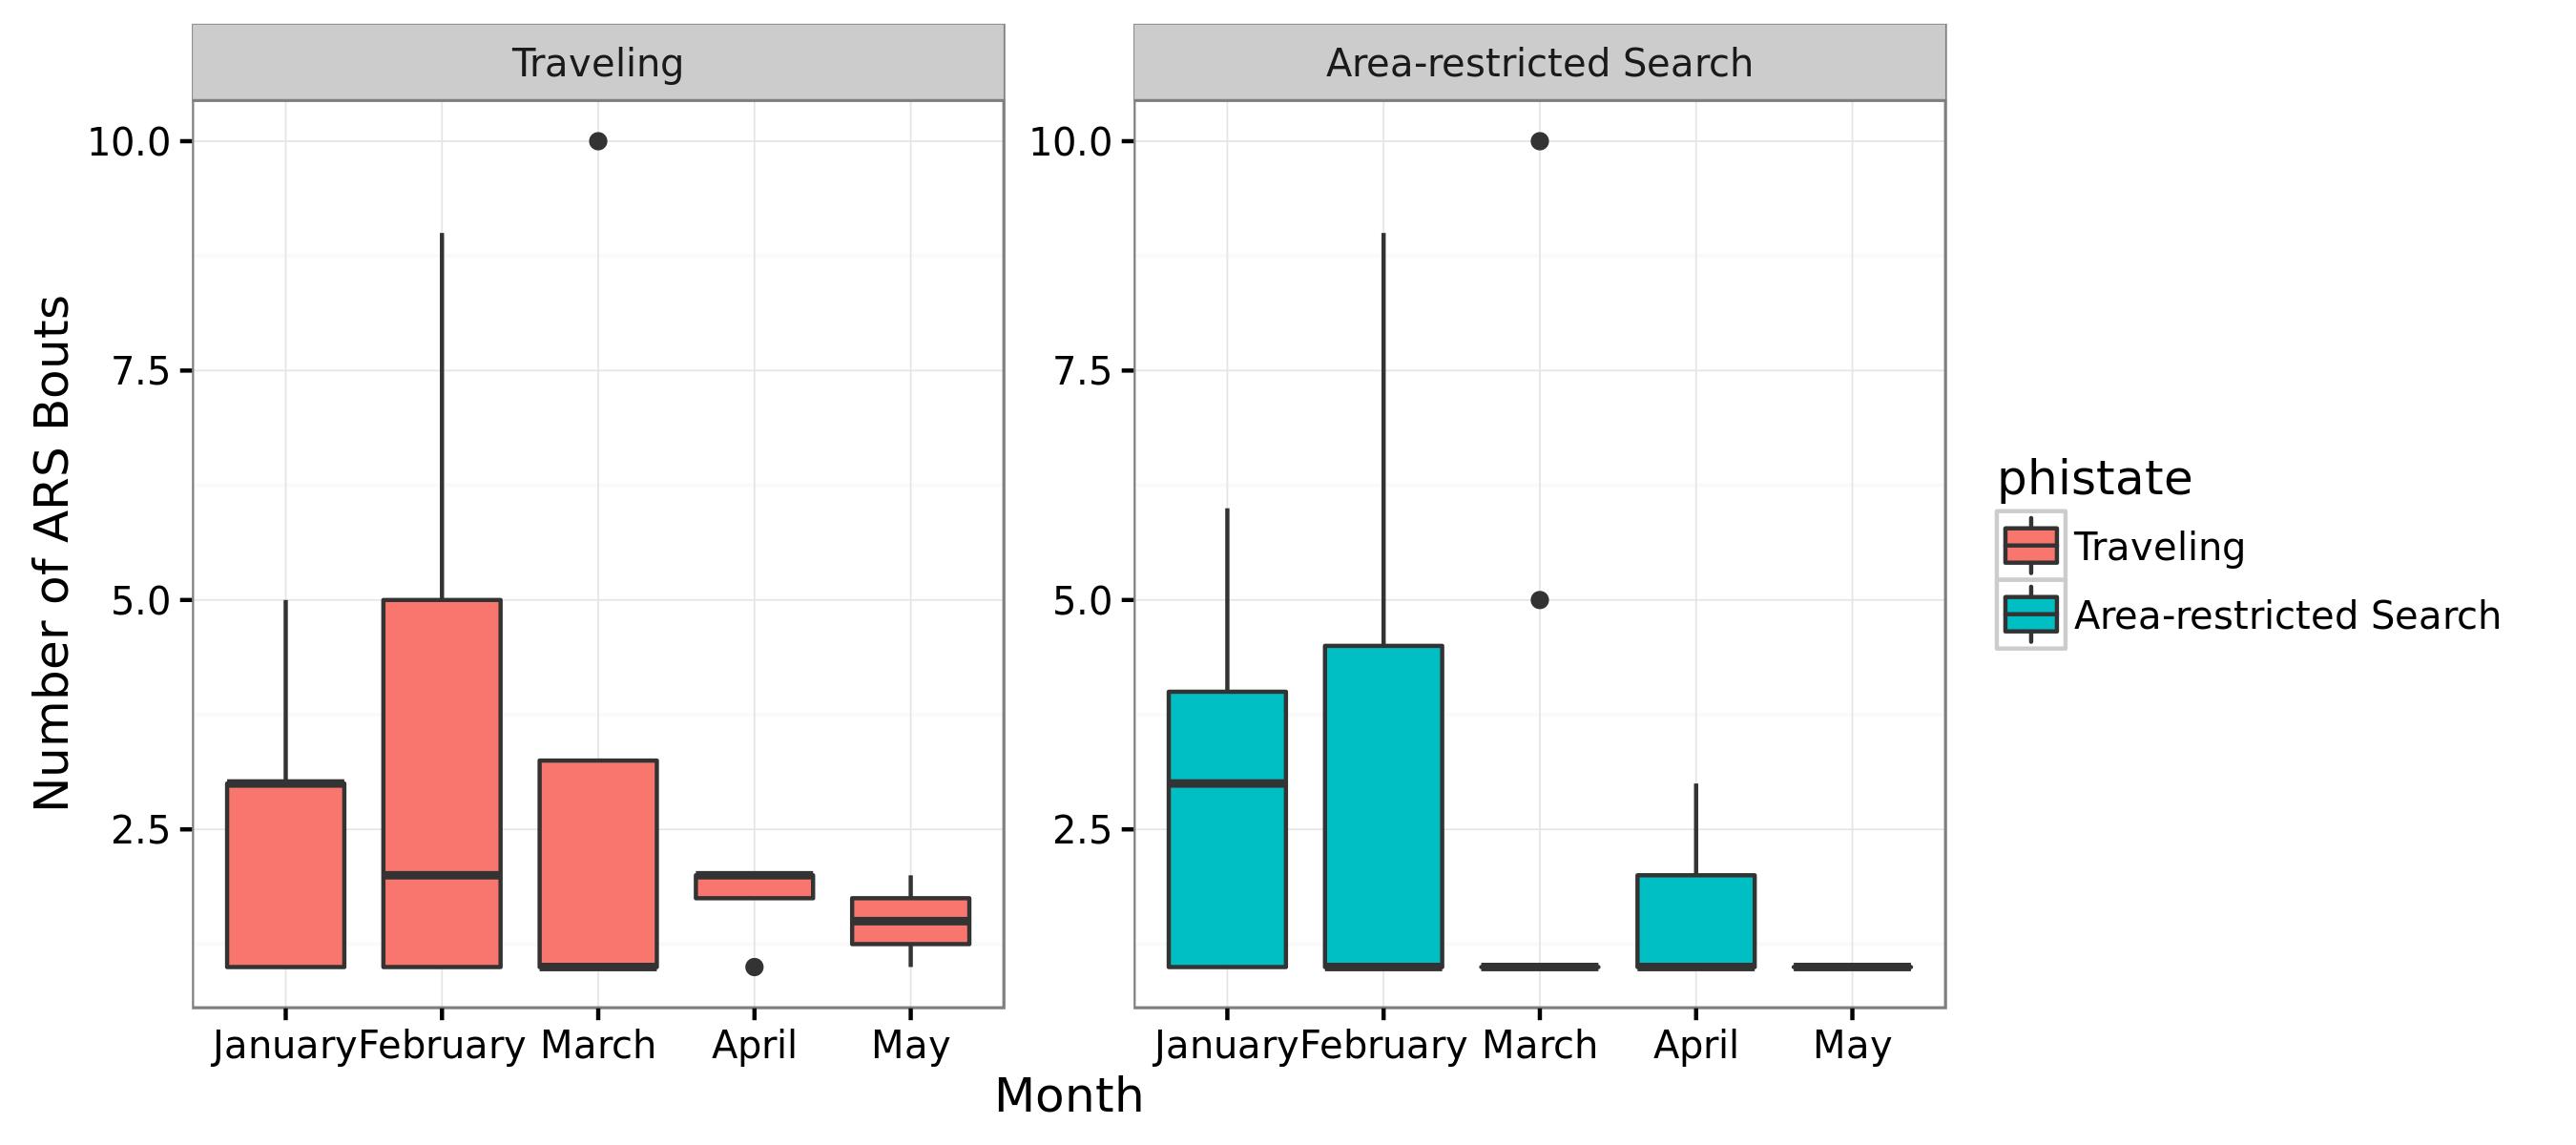 Traveling
Area-restricted Search
Number of ARS Bouts
10.0
7.5
5.0
2.5
10.0
7.5
5.0
2.5
January February March April May
January February March April May
Month
phistate
Traveling
Area-restricted Search